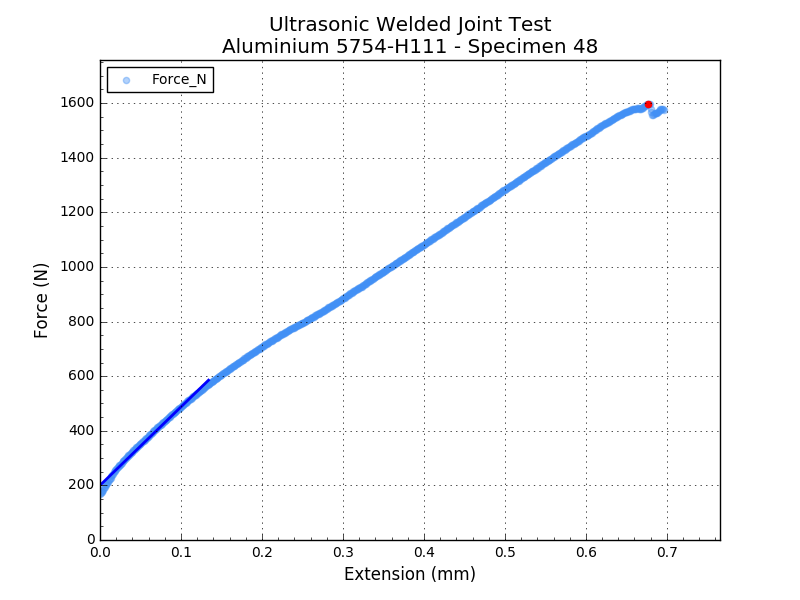 Ultrasonic Welded Joint Test
Aluminium 5754-H111 - Specimen 48
Force_N
1600
1400
1200
1000
800
600
400
200
0
Force (N)
0.0 0.1 0.2 0.3 0.4 0.5 0.6 0.7
Extension (mm)